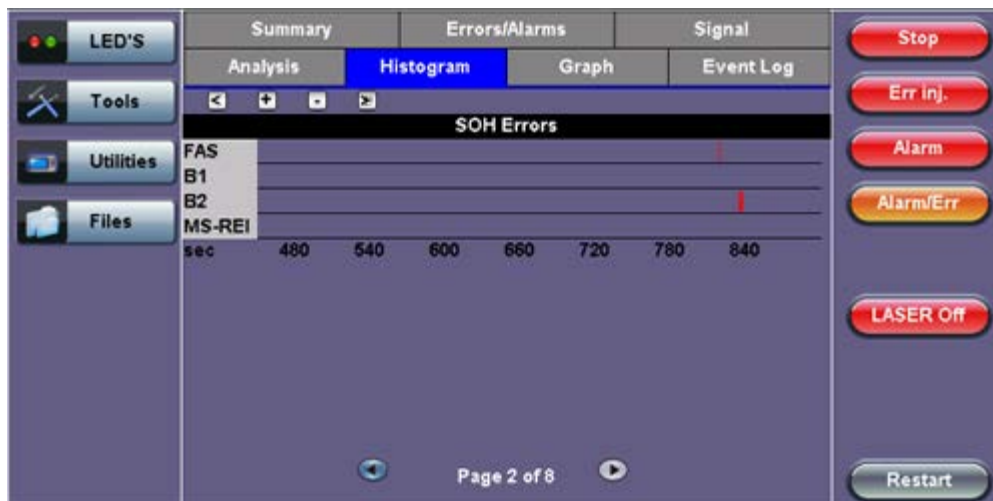 LED'S
Tools
Utilities
Files
Summary Errors/Alarms Signal
Analysis Histogram Graph Event Log
< + - >
SOH Errors
FAS
B1
B2
MS-REI
sec 480 540 600 660 720 780 840
Page 2 of 8
Stop
Err inj.
Alarm
Alarm/Err
LASER Off
Restart